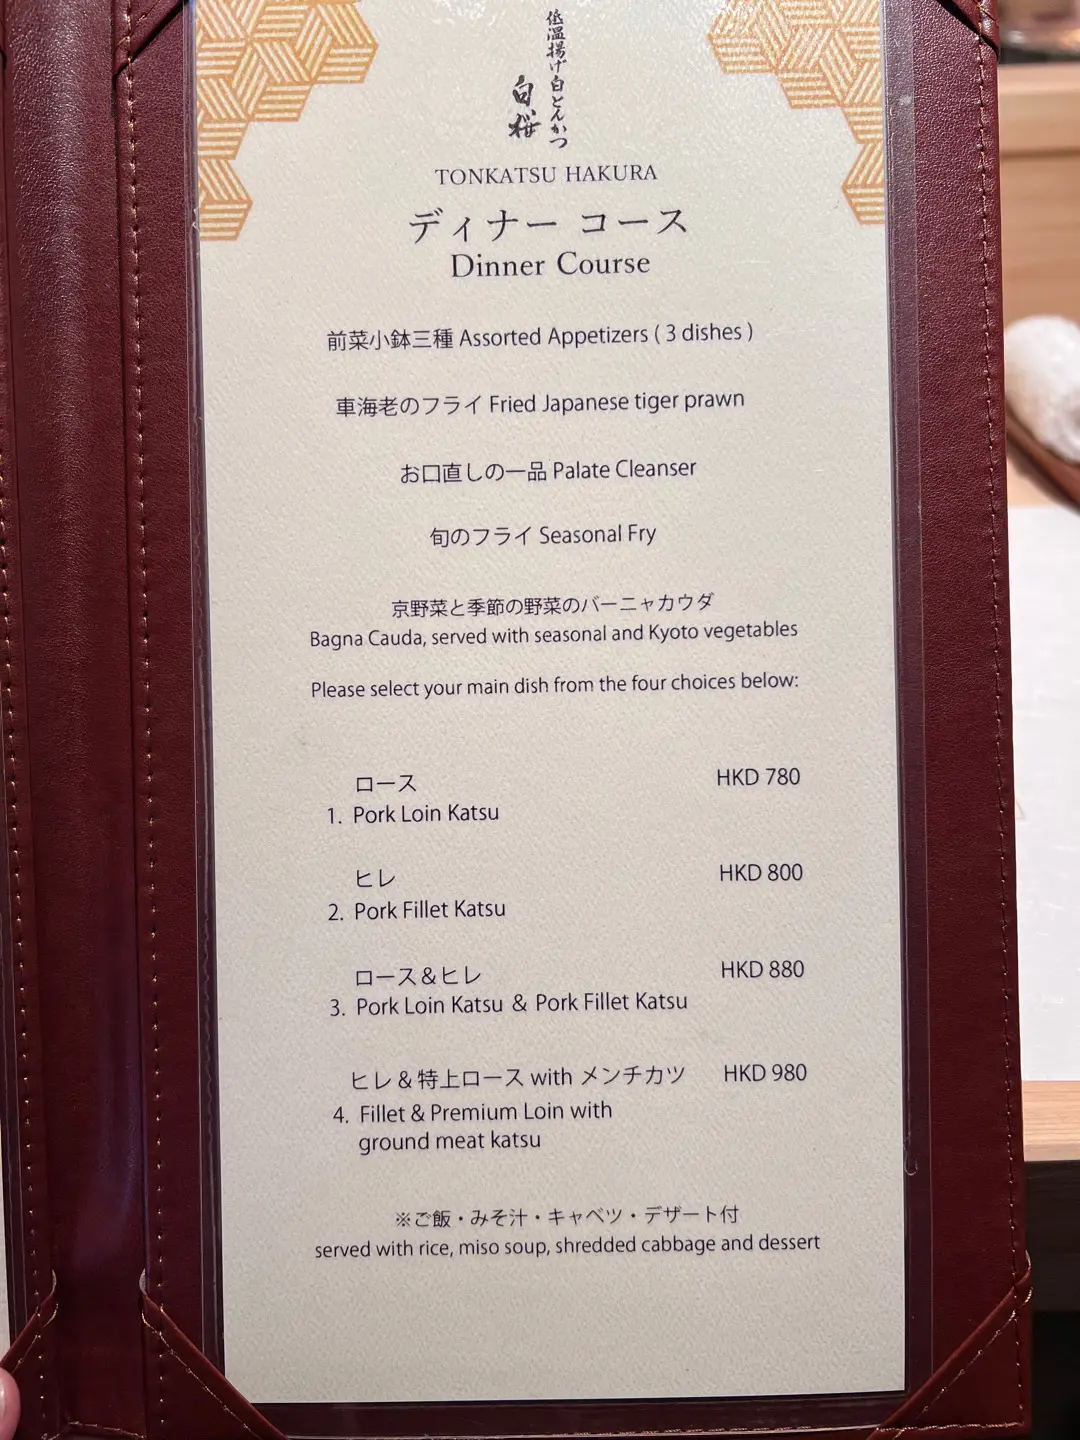 低温揚げ白とんかつ
白桜
TONKATSU HAKURA
ディナー コース
Dinner Course
前菜小鉢三種 Assorted Appetizers ( 3 dishes )
車海老のフライ Fried Japanese tiger prawn
お口直しの一品 Palate Cleanser
旬のフライ Seasonal Fry
京野菜と季節の野菜のバーニャカウダ
Bagna Cauda, served with seasonal and Kyoto vegetables
Please select your main dish from the four choices below:
ロース HKD 780
1. Pork Loin Katsu
ヒレ HKD 800
2. Pork Fillet Katsu
ロース&ヒレ HKD 880
3. Pork Loin Katsu & Pork Fillet Katsu
ヒレ&特上ロース with メンチカツ HKD 980
4. Fillet & Premium Loin with
ground meat katsu
※ご飯・みそ汁・キャベツ・デザート付
served with rice, miso soup, shredded cabbage and dessert